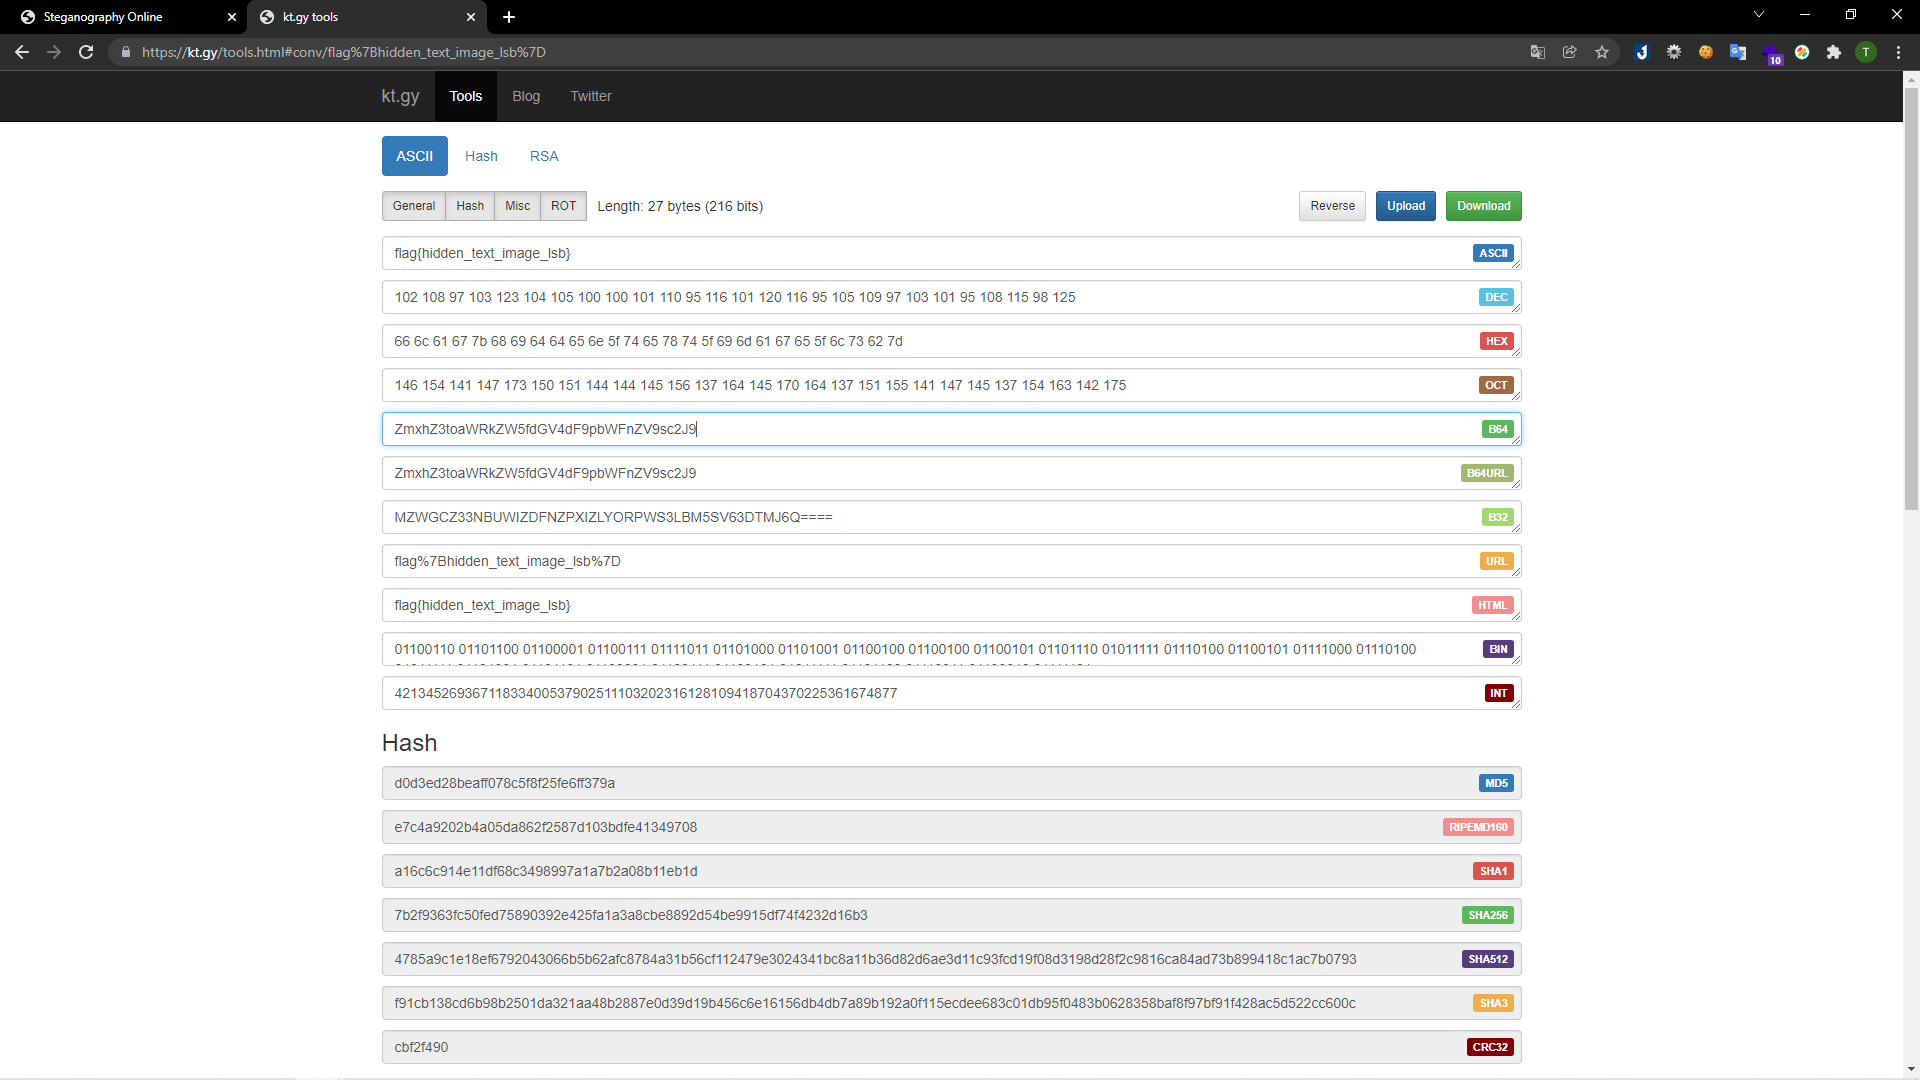 Steganography Online
kt.gy tools
https://kt.gy/tools.html#conv/flag%7Bhidden_text_image_lsb%7D
10
T
kt.gy Tools Blog Twitter
ASCII Hash RSA
General Hash Misc ROT Length: 27 bytes (216 bits) Reverse Upload Download
flag{hidden_text_image_lsb} ASCII
102 108 97 103 123 104 105 100 100 101 110 95 116 101 120 116 95 105 109 97 103 101 95 108 115 98 125 DEC
66 6c 61 67 7b 68 69 64 64 65 6e 5f 74 65 78 74 5f 69 6d 61 67 65 5f 6c 73 62 7d HEX
146 154 141 147 173 150 151 144 144 145 156 137 164 145 170 164 137 151 155 141 147 145 137 154 163 142 175 OCT
ZmxhZ3toaWRkZW5fdGV4dF9pbWFnZV9sc2J9 B64
ZmxhZ3toaWRkZW5fdGV4dF9pbWFnZV9sc2J9 B64URL
MZWGCZ33NBUWIZDFNZPXIZLYORPWS3LBM5SV63DTMJ6Q==== B32
flag%7Bhidden_text_image_lsb%7D URL
flag{hidden_text_image_lsb} HTML
01100110 01101100 01100001 01100111 01111011 01101000 01101001 01100100 01100100 01100101 01101110 01011111 01110100 01100101 01111000 01110100 BIN
42134526936711833400537902511103202316128109418704370225361674877 INT
Hash
d0d3ed28beaff078c5f8f25fe6ff379a MD5
e7c4a9202b4a05da862f2587d103bdfe41349708 RIPEMD160
a16c6c914e11df68c3498997a1a7b2a08b11eb1d SHA1
7b2f9363fc50fed75890392e425fa1a3a8cbe8892d54be9915df74f4232d16b3 SHA256
4785a9c1e18ef6792043066b5b62afc8784a31b56cf112479e3024341bc8a11b36d82d6ae3d11c93fcd19f08d3198d28f2c9816ca84ad73b899418c1ac7b0793 SHA512
f91cb138cd6b98b2501da321aa48b2887e0d39d19b456c6e16156db4db7a89b192a0f115ecdee683c01db95f0483b0628358baf8f97bf91f428ac5d522cc600c SHA3
cbf2f490 CRC32